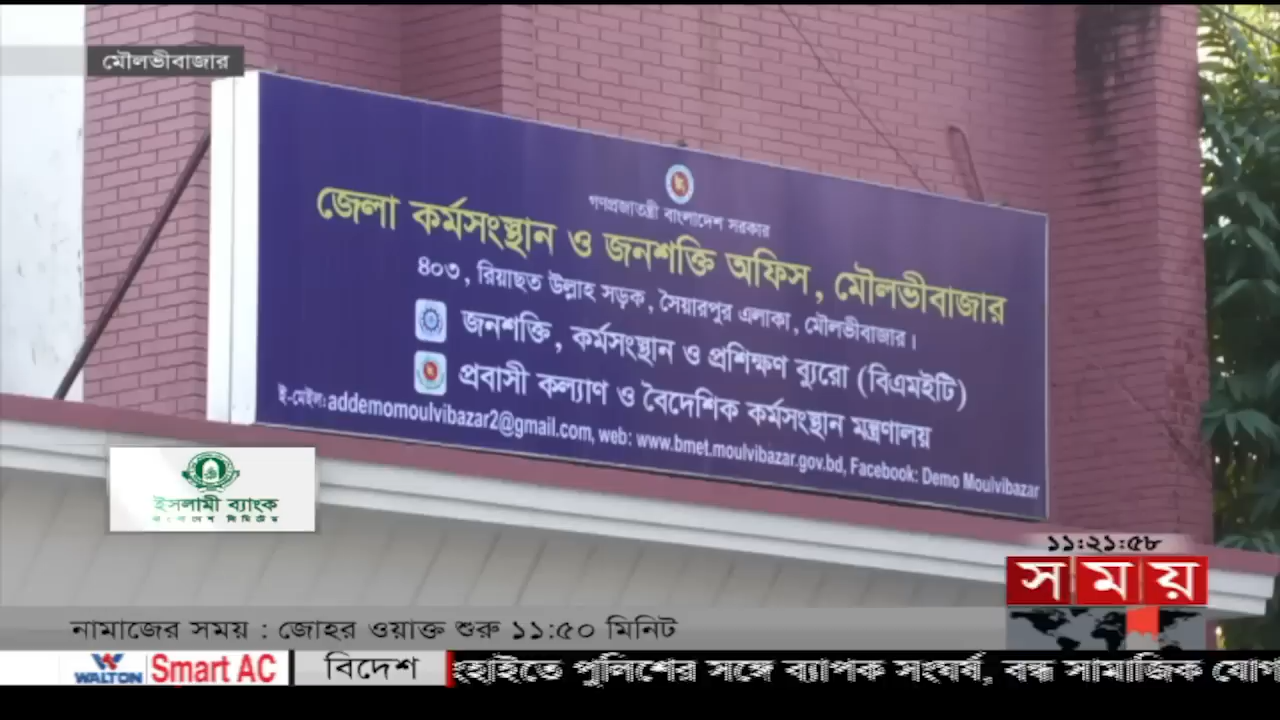 মৌলভীবাজার
গণপ্রজাতন্ত্রী বাংলাদেশ সরকার
জেলা কর্মসংস্থান ও জনশক্তি অফিস, মৌলভীবাজার
৪০৩, রিয়াছত উল্লাহ সড়ক, সৈয়ারপুর এলাকা, মৌলভীবাজার।
জনশক্তি, কর্মসংস্থান ও প্রশিক্ষণ ব্যুরো (বিএমইটি)
প্রবাসী কল্যাণ ও বৈদেশিক কর্মসংস্থান মন্ত্রণালয়
ই-মেইল:addemomoulvibazar2@gmail.com, web: www.bmet.moulvibazar.gov.bd, Facebook: Demo Moulvibazar
ইসলামী ব্যাংক
বাংলাদেশ লিমিটেড
১১:২১:৫৮
সময়
নামাজের সময় : জোহর ওয়াক্ত শুরু ১১:৫০ মিনিট
WALTON Smart AC বিদেশ হোইতে পুলিশের সঙ্গে ব্যাপক সংঘর্ষ, বন্ধ সামাজিক যোগা